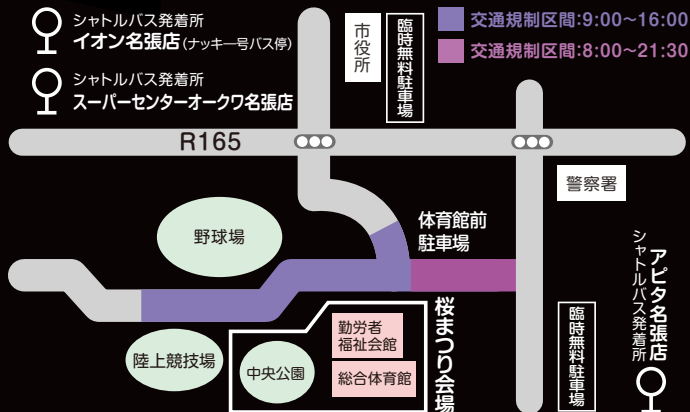 シャトルバス発着所
イオン名張店(ナッキー号バス停)
シャトルバス発着所
スーパーセンターオークワ名張店
市役所
臨時無料駐車場
交通規制区間:9:00〜16:00
交通規制区間:8:00〜21:30
R165
警察署
野球場
体育館前
駐車場
アピタ名張店
シャトルバス発着所
陸上競技場
中央公園
勤労者
福祉会館
総合体育館
桜まつり会場
臨時無料駐車場